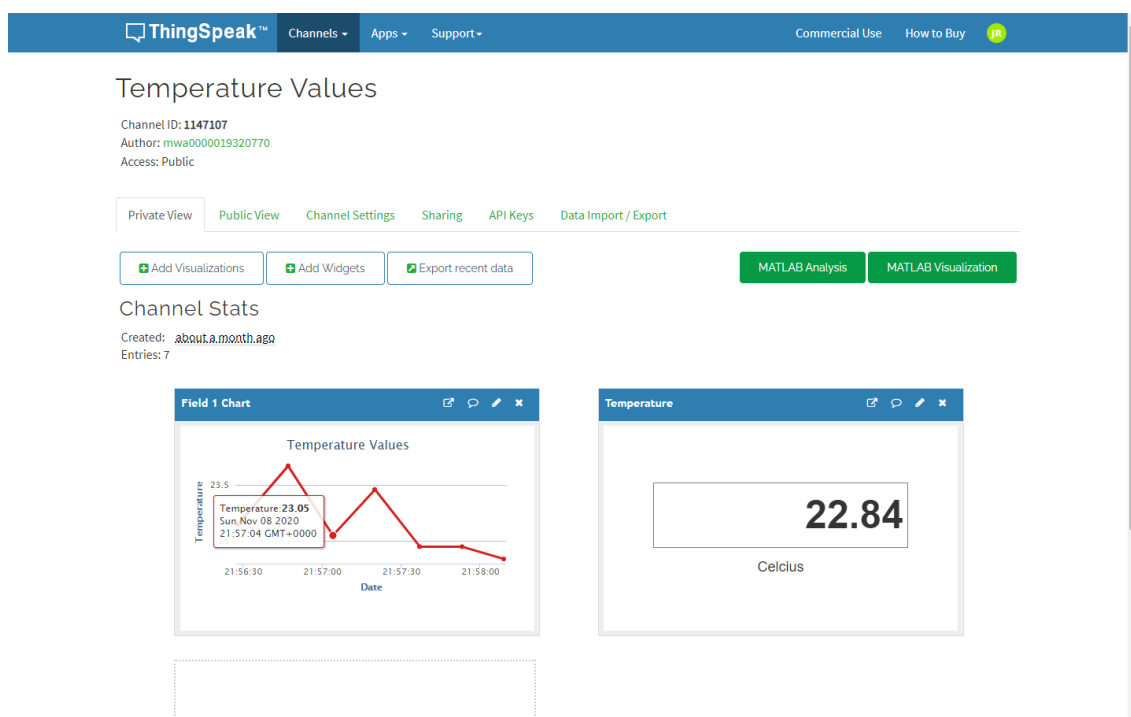 ThingSpeak™ Channels Apps Support Commercial Use How to Buy JR
Temperature Values
Channel ID: 1147107
Author: mwa0000019320770
Access: Public
Private View Public View Channel Settings Sharing API Keys Data Import / Export
Add Visualizations Add Widgets Export recent data MATLAB Analysis MATLAB Visualization
Channel Stats
Created: about a month ago
Entries: 7
Field 1 Chart
Temperature Values
Temperature
23.5
23
Temperature:23.05
Sun,Nov 08 2020
21:57:04 GMT+0000
21:56:30 21:57:00 21:57:30 21:58:00
Date
Temperature
22.84
Celcius